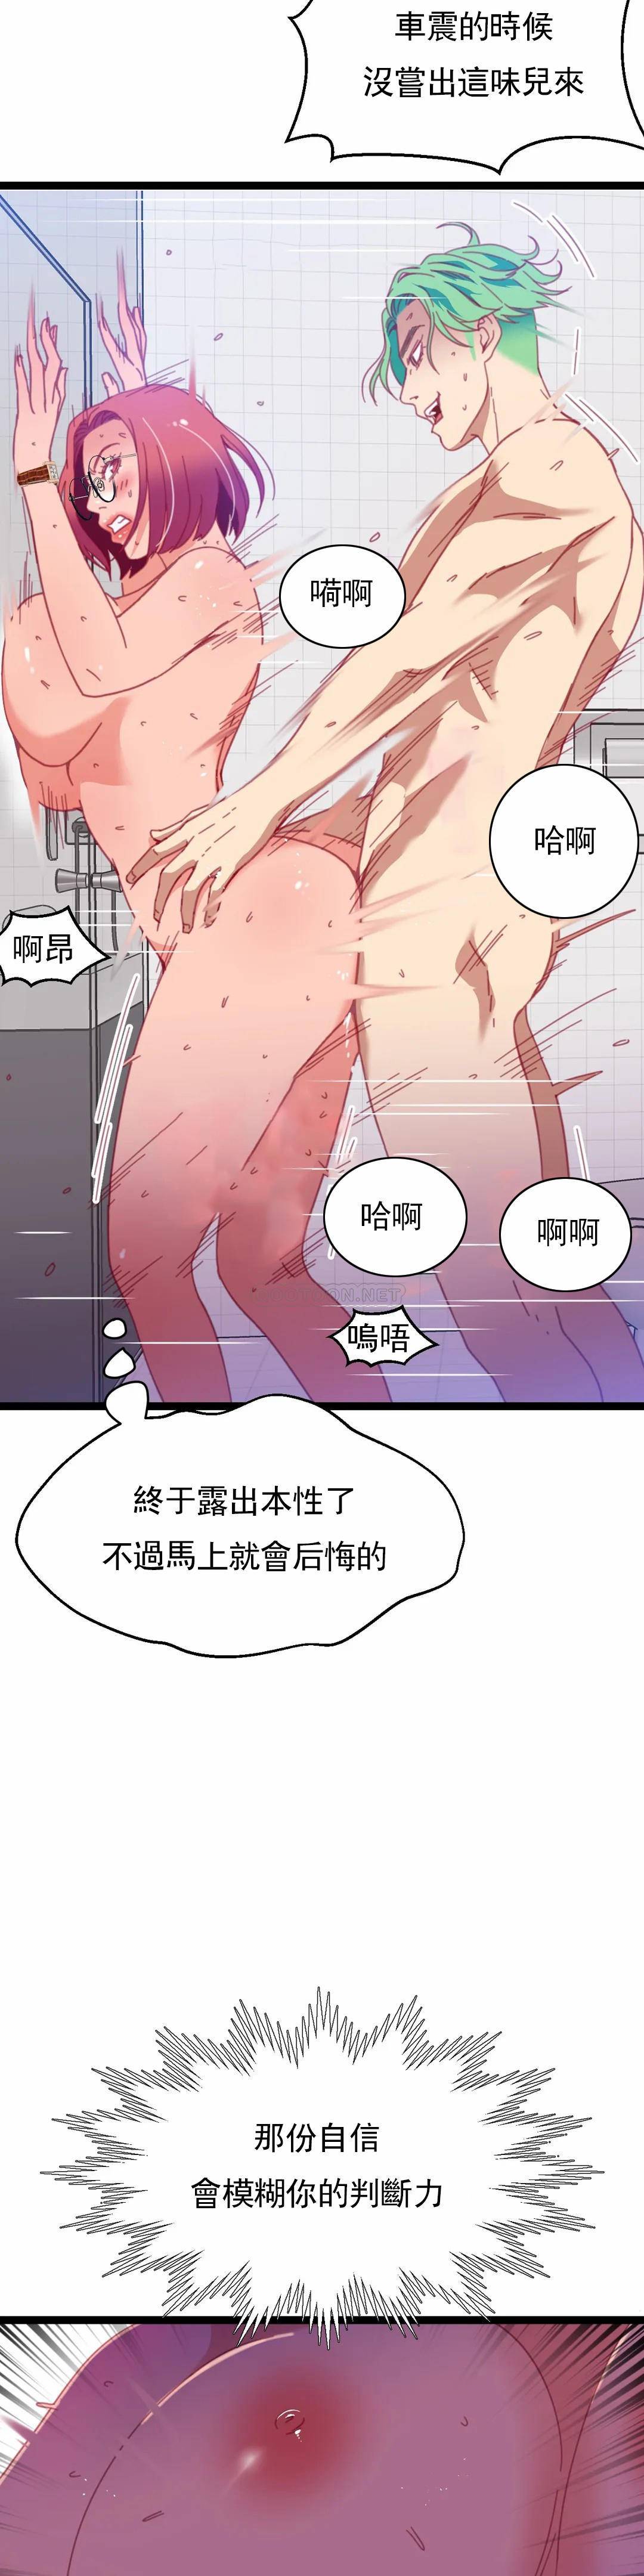 車震的時候
沒嘗出這味兒來
嗬啊
哈啊
啊昂
哈啊
啊啊
嗚唔
終于露出本性了
不過馬上就會后悔的
那份自信
會模糊你的判斷力